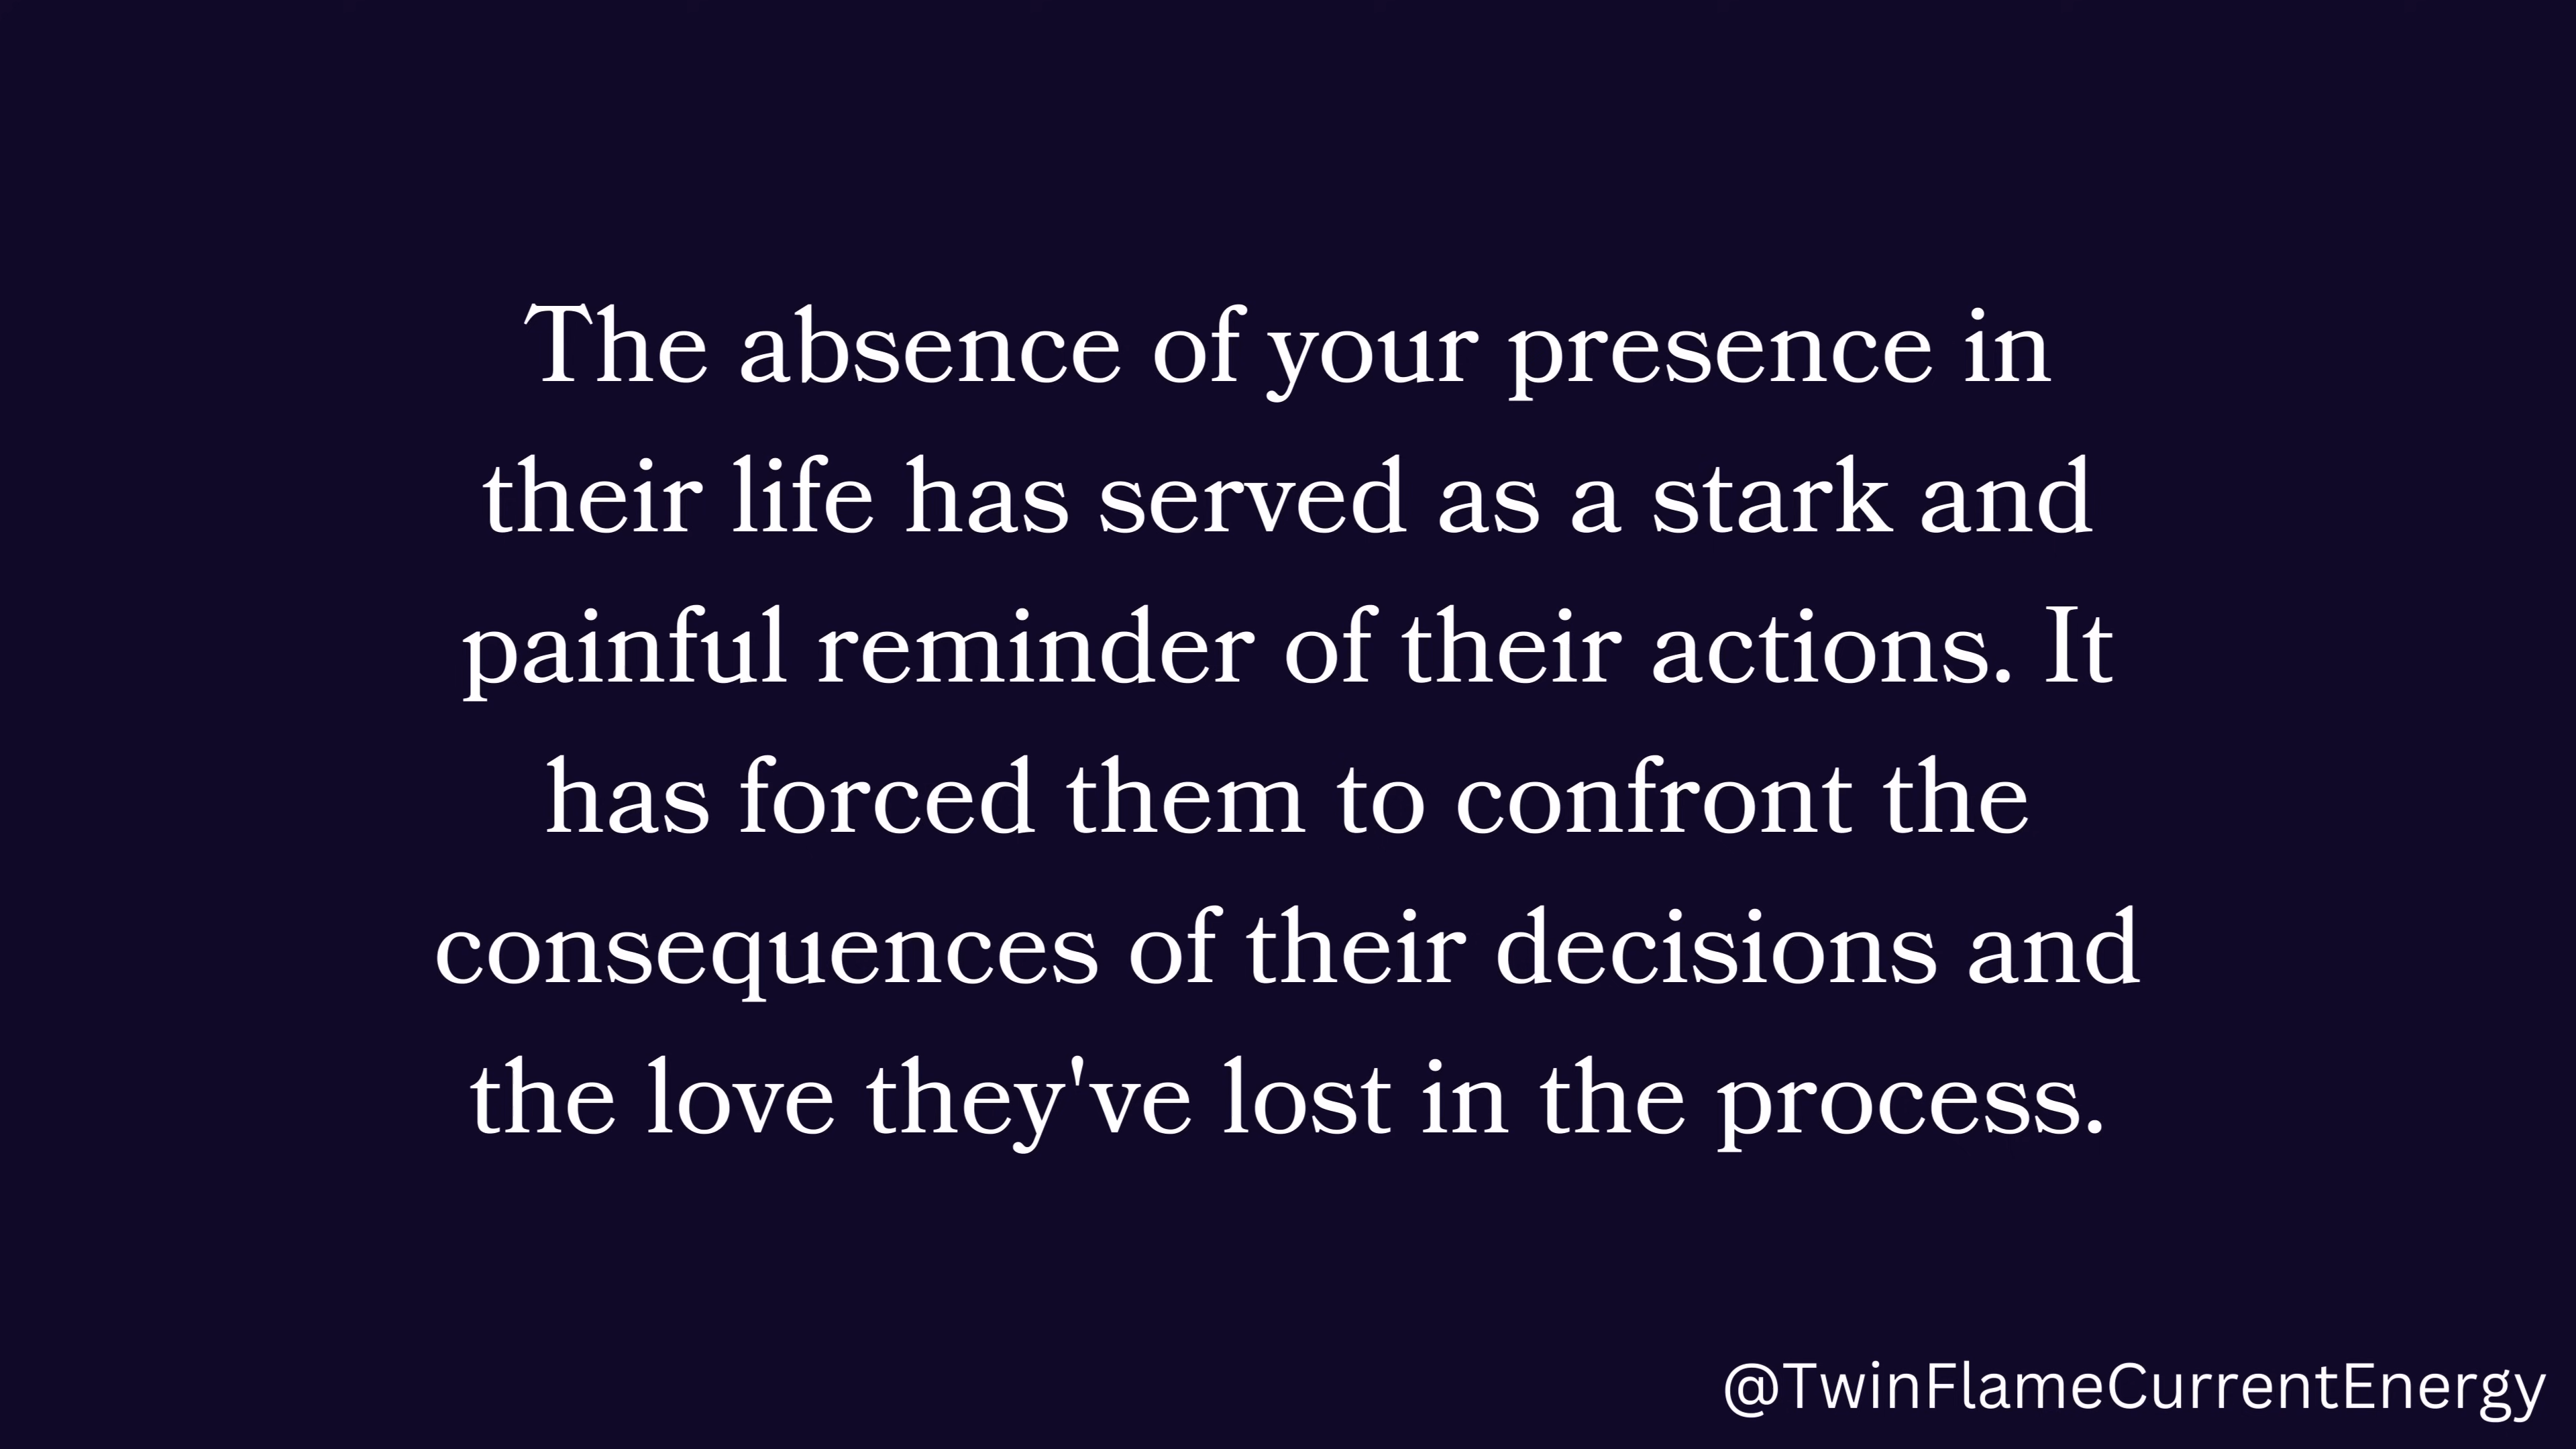 The absence of your presence in
their life has served as a stark and
painful reminder of their actions. It
has forced them to confront the
consequences of their decisions and
the love they've lost in the process.
@TwinFlameCurrentEnergy